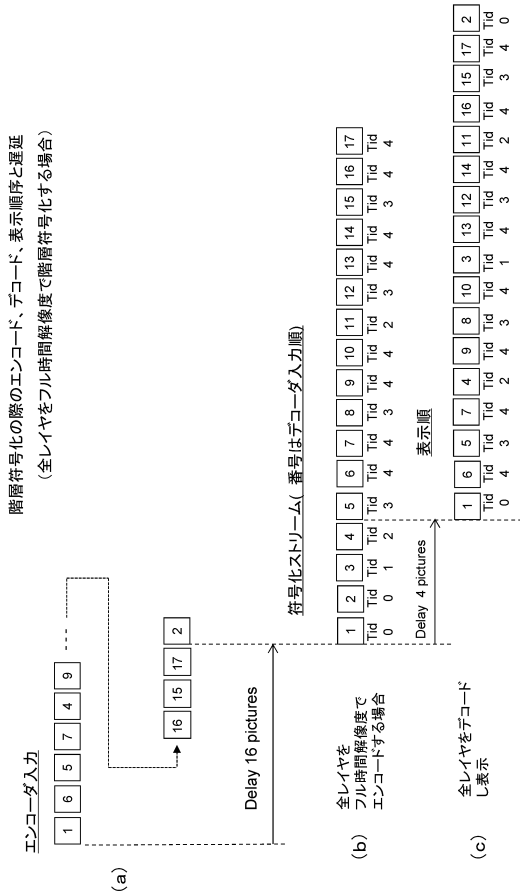 階層符号化の際のエンコード、デコード、表示順序と遅延
(全レイヤをフル時間解像度で階層符号化する場合)
エンコーダ入力
(a)
1 6 5 7 4 9
16 15 17 2
Delay 16 pictures
符号化ストリーム( 番号はデコーダ入力順)
(b)
全レイヤを
フル時間解像度で
エンコードする場合
1 2 3 4 5 6 7 8 9 10 11 12 13 14 15 16 17
Tid Tid Tid Tid Tid Tid Tid Tid Tid Tid Tid Tid Tid Tid Tid Tid Tid
0 0 1 2 3 4 4 3 4 4 2 3 4 4 3 4 4
Delay 4 pictures
表示順
(c)
全レイヤをデコード
し表示
1 6 5 7 4 9 8 10 3 13 12 14 11 16 15 17 2
Tid Tid Tid Tid Tid Tid Tid Tid Tid Tid Tid Tid Tid Tid Tid Tid Tid
0 4 3 4 2 4 3 4 1 4 3 4 2 4 3 4 0